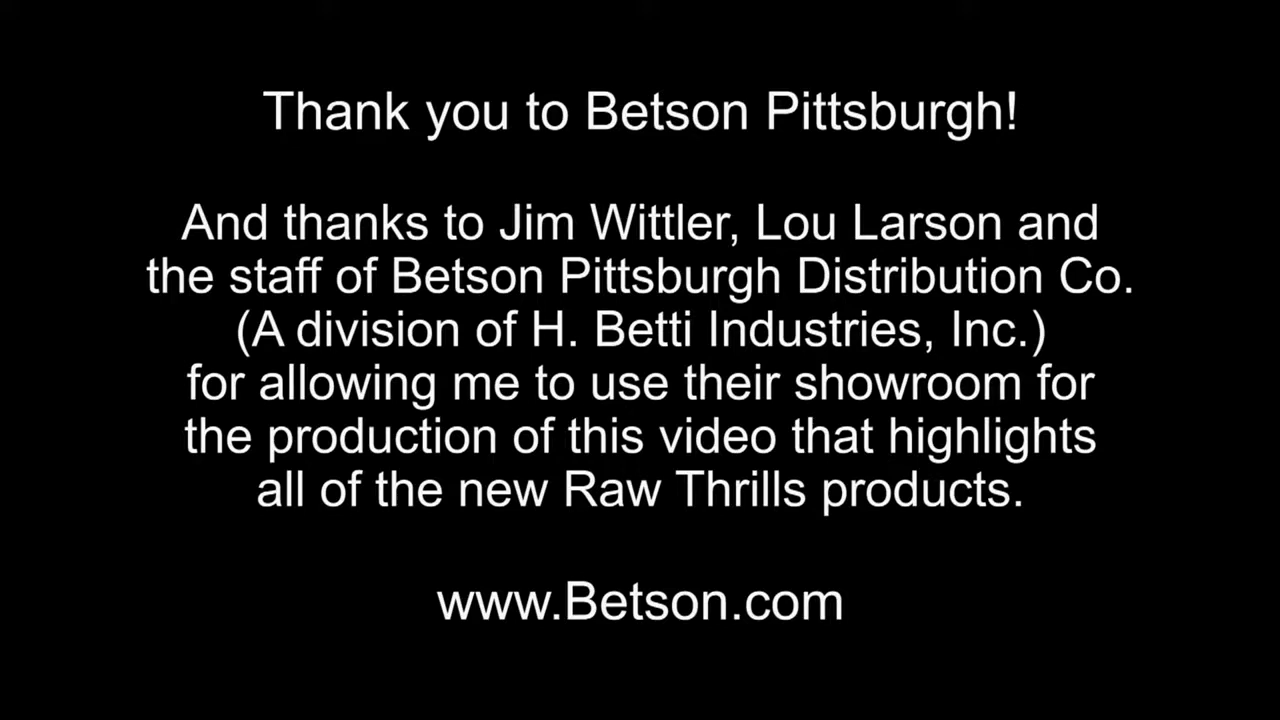 Thank you to Betson Pittsburgh!
And thanks to Jim Wittler, Lou Larson and
the staff of Betson Pittsburgh Distribution Co.
(A division of H. Betti Industries, Inc.)
for allowing me to use their showroom for
the production of this video that highlights
all of the new Raw Thrills products.
www.Betson.com